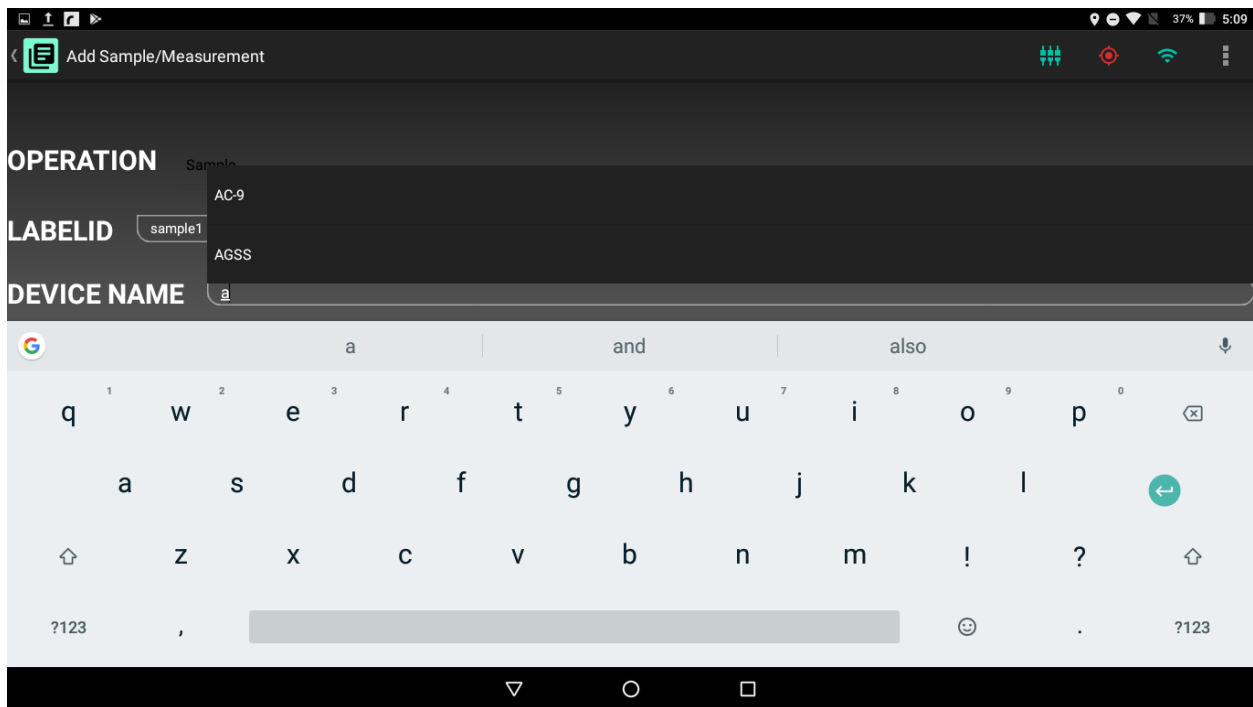 37% 5:09
Add Sample/Measurement
OPERATION Sample
AC-9
LABELID sample1
AGSS
DEVICE NAME a
G a and also
1 2 3 4 5 6 7 8 9 0
q w e r t y u i o p
a s d f g h j k l
z x c v b n m ! ?
?123 , . ?123